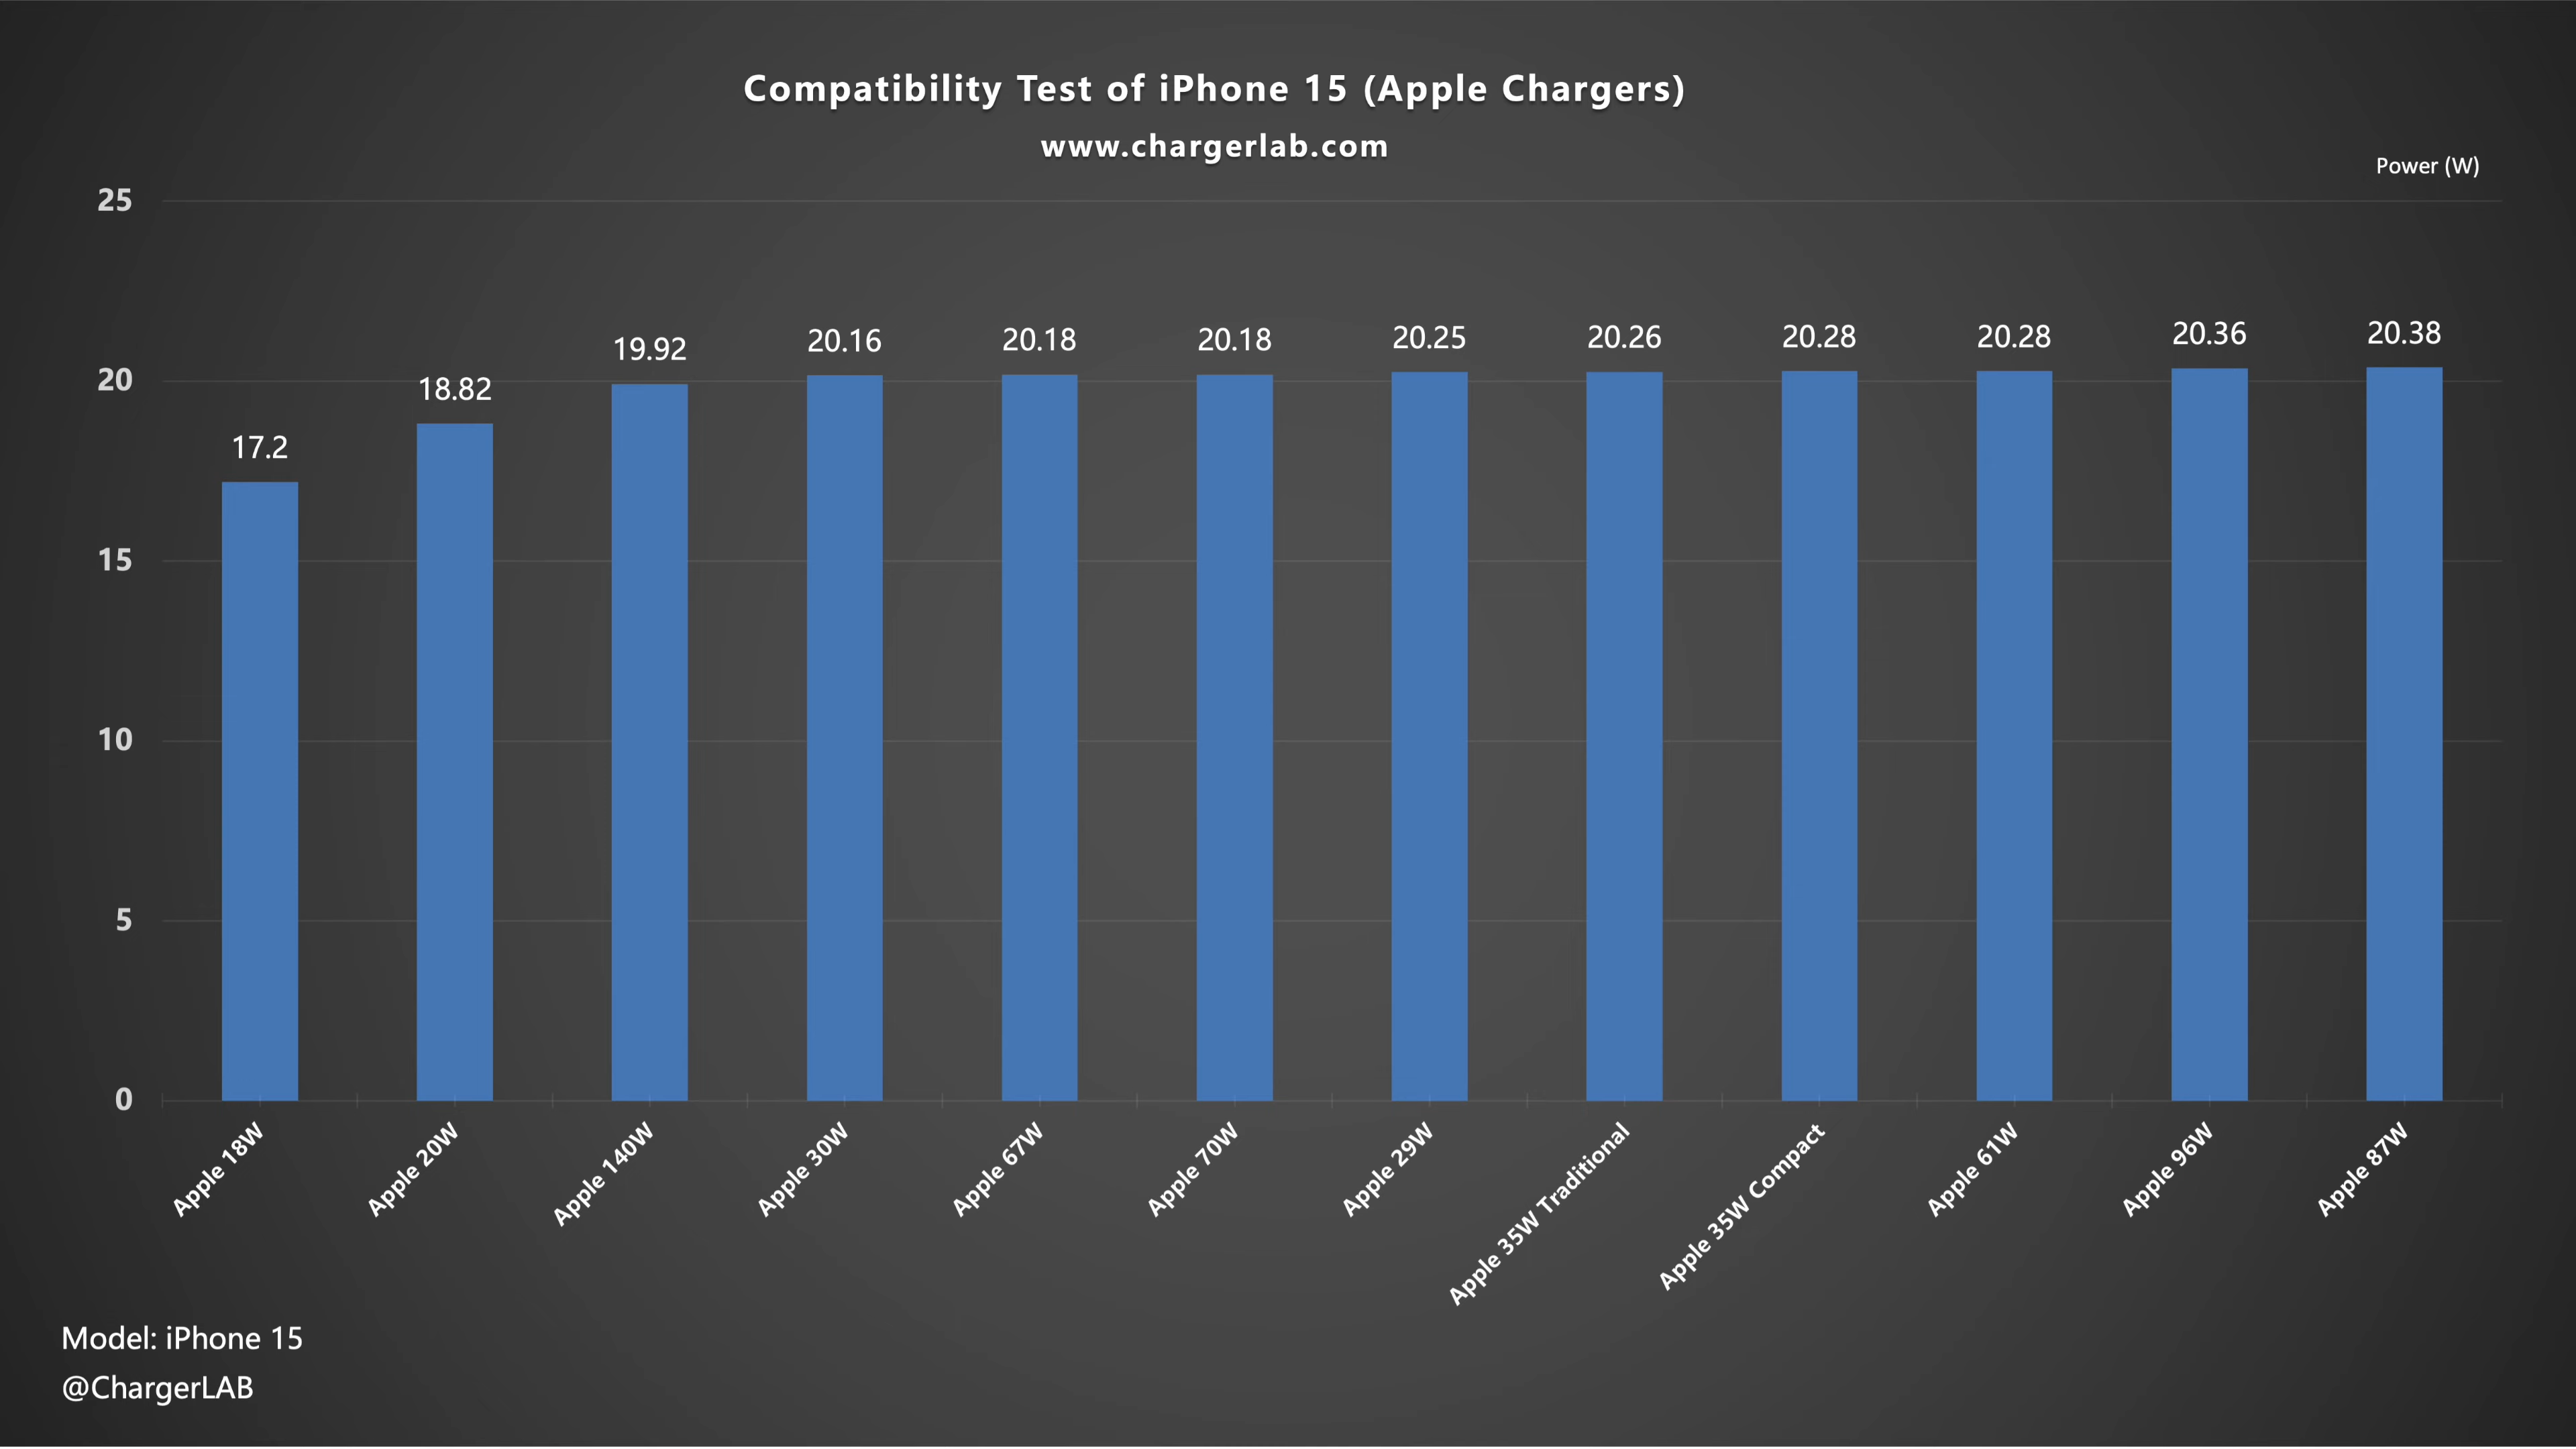 Compatibility Test of iPhone 15 (Apple Chargers)
www.chargerlab.com
Power (W)
25
20
15
10
5
0
17.2
18.82
19.92
20.16
20.18
20.18
20.25
20.26
20.28
20.28
20.36
20.38
Apple 18W
Apple 20W
Apple 140W
Apple 30W
Apple 67W
Apple 70W
Apple 29W
Apple 35W Traditional
Apple 35W Compact
Apple 61W
Apple 96W
Apple 87W
Model: iPhone 15
@ChargerLAB